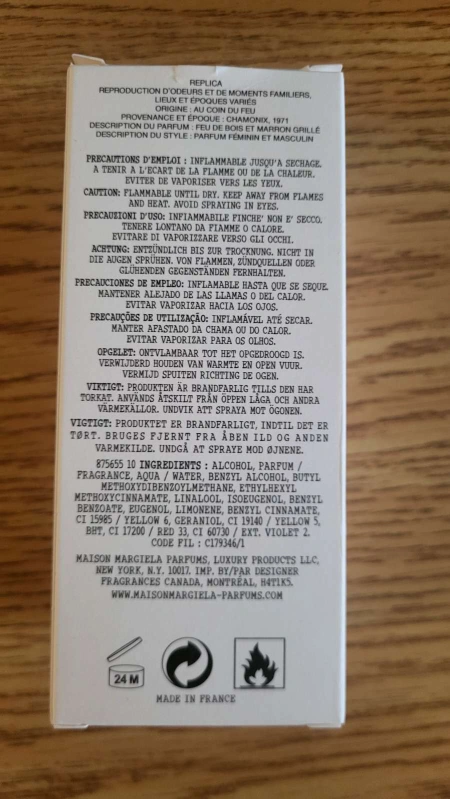 REPLICA
REPRODUCTION D'ODEURS ET DE MOMENTS FAMILIERS,
LIEUX ET ÉPOQUES VARIÉS
ORIGINE : AU COIN DU FEU
PROVENANCE ET ÉPOQUE : CHAMONIX, 1971
DESCRIPTION DU PARFUM : FEU DE BOIS ET MARRON GRILLÉ
DESCRIPTION DU STYLE : PARFUM FÉMININ ET MASCULIN
PRECAUTIONS D'EMPLOI : INFLAMMABLE JUSQU'A SECHAGE.
A TENIR A L'ECART DE LA FLAMME OU DE LA CHALEUR.
EVITER DE VAPORISER VERS LES YEUX.
CAUTION: FLAMMABLE UNTIL DRY. KEEP AWAY FROM FLAMES
AND HEAT. AVOID SPRAYING IN EYES.
PRECAUZIONI D'USO: INFIAMMABILE FINCHE' NON E' SECCO.
TENERE LONTANO DA FIAMME O CALORE.
EVITARE DI VAPORIZZARE VERSO GLI OCCHI.
ACHTUNG: ENTZÜNDLICH BIS ZUR TROCKNUNG. NICHT IN
DIE AUGEN SPRÜHEN. VON FLAMMEN, ZÜNDQUELLEN ODER
GLÜHENDEN GEGENSTÄNDEN FERNHALTEN.
PRECAUCIONES DE EMPLEO: INFLAMABLE HASTA QUE SE SEQUE.
MANTENER ALEJADO DE LAS LLAMAS O DEL CALOR.
EVITAR VAPORIZAR HACIA LOS OJOS.
PRECAUÇÕES DE UTILIZAÇÃO: INFLAMÁVEL ATÉ SECAR.
MANTER AFASTADO DA CHAMA OU DO CALOR.
EVITAR VAPORIZAR PARA OS OLHOS.
OPGELET: ONTVLAMBAAR TOT HET OPGEDROOGD IS.
VERWIJDERD HOUDEN VAN WARMTE EN OPEN VUUR.
VERMIJD SPUITEN RICHTING DE OGEN.
VIKTIGT: PRODUKTEN ÄR BRANDFARLIG TILLS DEN HAR
TORKAT. ANVÄNDS ÅTSKILT FRÅN ÖPPEN LÅGA OCH ANDRA
VÄRMEKÄLLOR. UNDVIK ATT SPRAYA MOT ÖGONEN.
VIGTIGT: PRODUKTET ER BRANDFARLIGT, INDTIL DET ER
TØRT. BRUGES FJERNT FRA ÅBEN ILD OG ANDEN
VARMEKILDE. UNDGÅ AT SPRAYE MOD ØJNENE.
875655 10 INGREDIENTS : ALCOHOL, PARFUM /
FRAGRANCE, AQUA / WATER, BENZYL ALCOHOL, BUTYL
METHOXYDIBENZOYLMETHANE, ETHYLHEXYL
METHOXYCINNAMATE, LINALOOL, ISOEUGENOL, BENZYL
BENZOATE, EUGENOL, LIMONENE, BENZYL CINNAMATE,
CI 15985 / YELLOW 6, GERANIOL, CI 19140 / YELLOW 5,
BHT, CI 17200 / RED 33, CI 60730 / EXT. VIOLET 2.
CODE FIL : C179346/1
MAISON MARGIELA PARFUMS, LUXURY PRODUCTS LLC,
NEW YORK, N.Y. 10017. IMP. BY/PAR DESIGNER
FRAGRANCES CANADA, MONTRÉAL, H4T1K5.
WWW.MAISONMARGIELA-PARFUMS.COM
24 M
MADE IN FRANCE